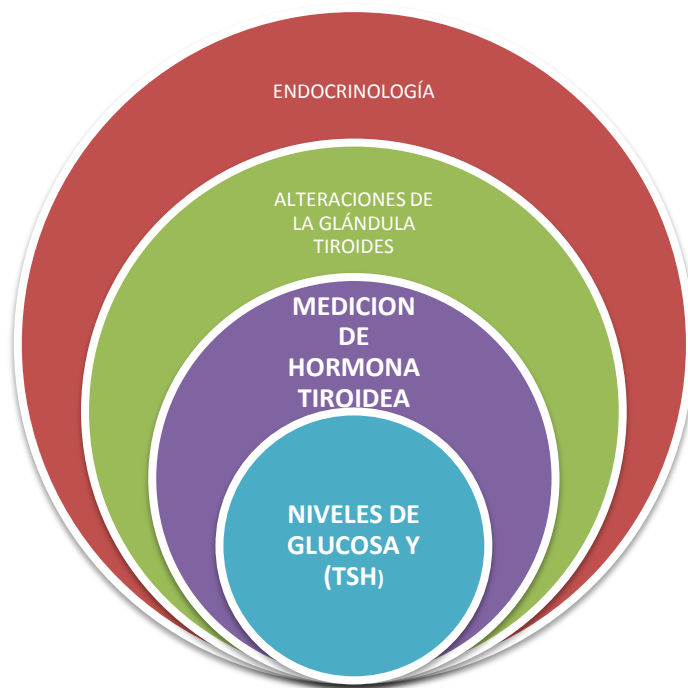 ENDOCRINOLOGÍA
ALTERACIONES DE
LA GLÁNDULA
TIROIDES
MEDICION
DE
HORMONA
TIROIDEA
NIVELES DE
GLUCOSA Y
(TSH)